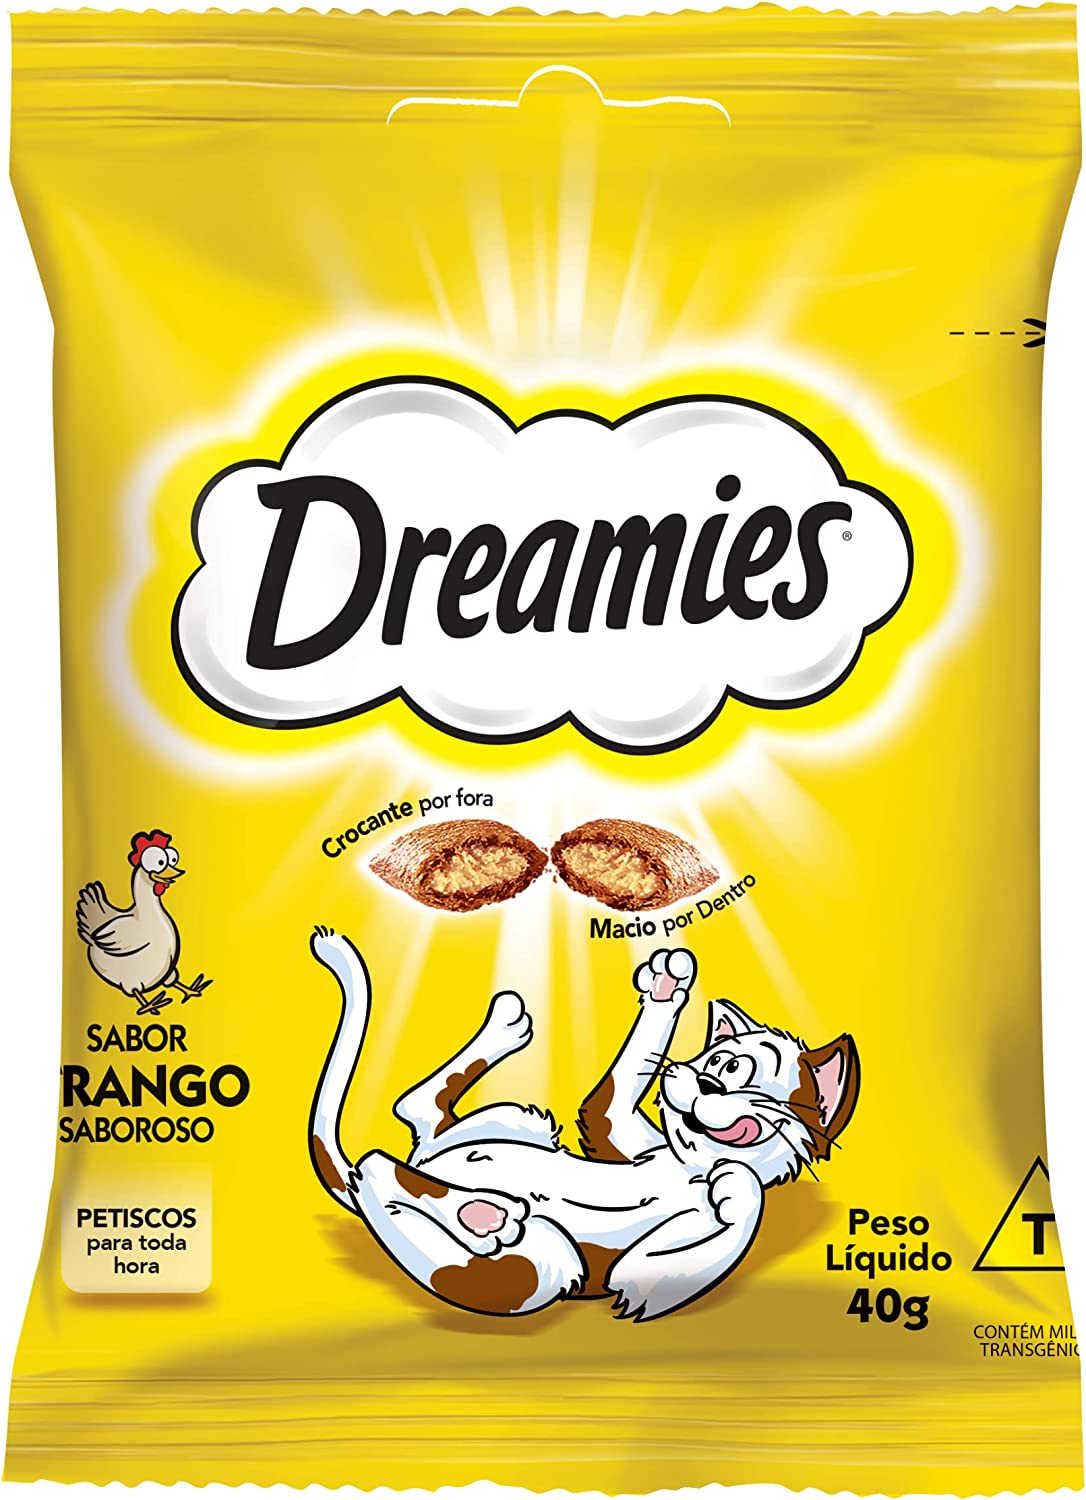 Dreamies®
Crocante por fora
Macio por Dentro
SABOR
FRANGO
SABOROSO
PETISCOS
para toda
hora
Peso
Líquido
40g
T
CONTÉM MIL
TRANSGÊNIC